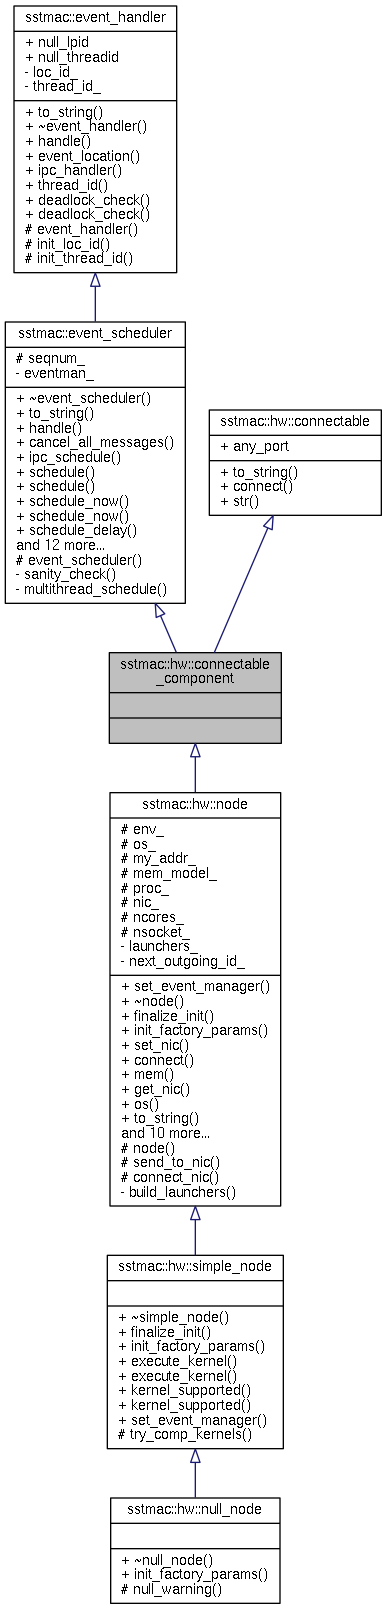 sstmac::event_handler
+ null_lpid
+ null_threadid
- loc_id_
- thread_id_
+ to_string()
+ ~event_handler()
+ handle()
+ event_location()
+ ipc_handler()
+ thread_id()
+ deadlock_check()
+ deadlock_check()
# event_handler()
# init_loc_id()
# init_thread_id()
sstmac::event_scheduler
# seqnum_
- eventman_
+ ~event_scheduler()
+ to_string()
+ handle()
+ cancel_all_messages()
+ ipc_schedule()
+ schedule()
+ schedule()
+ schedule_now()
+ schedule_now()
+ schedule_delay()
and 12 more...
# event_scheduler()
- sanity_check()
- multithread_schedule()
sstmac::hw::connectable
+ any_port
+ to_string()
+ connect()
+ str()
sstmac::hw::connectable
_component
sstmac::hw::node
# env_
# os_
# my_addr_
# mem_model_
# proc_
# nic_
# ncores_
# nsocket_
- launchers_
- next_outgoing_id_
+ set_event_manager()
+ ~node()
+ finalize_init()
+ init_factory_params()
+ set_nic()
+ connect()
+ mem()
+ get_nic()
+ os()
+ to_string()
and 10 more...
# node()
# send_to_nic()
# connect_nic()
- build_launchers()
sstmac::hw::simple_node
+ ~simple_node()
+ finalize_init()
+ init_factory_params()
+ execute_kernel()
+ execute_kernel()
+ kernel_supported()
+ kernel_supported()
+ set_event_manager()
# try_comp_kernels()
sstmac::hw::null_node
+ ~null_node()
+ init_factory_params()
# null_warning()